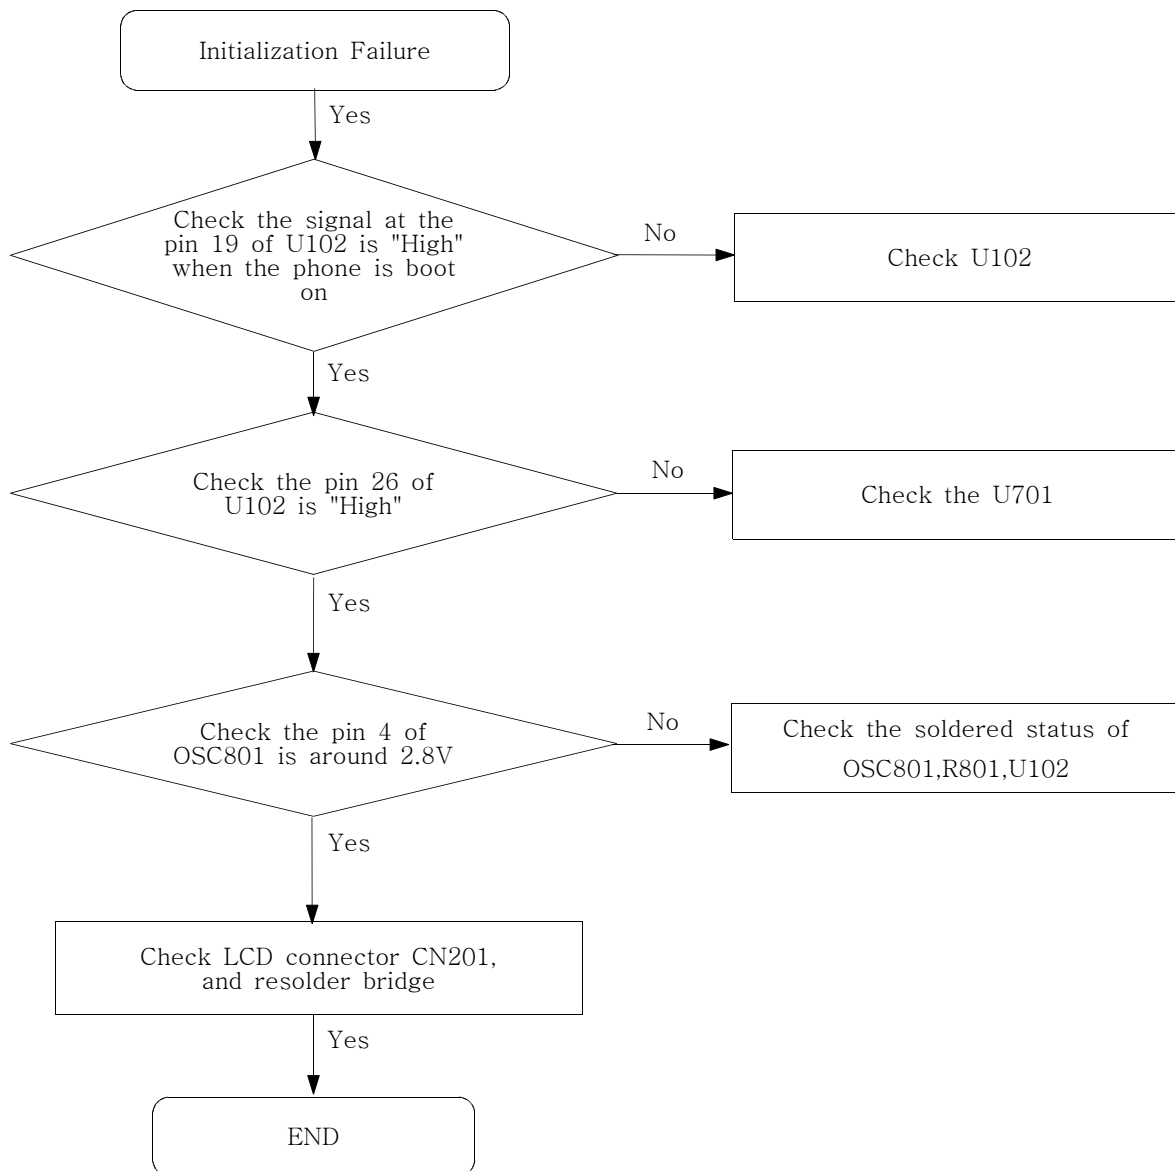 Initialization Failure
Yes
Check the signal at the
pin 19 of U102 is "High"
when the phone is boot
on
No
Check U102
Yes
Check the pin 26 of
U102 is "High"
No
Check the U701
Yes
Check the pin 4 of
OSC801 is around 2.8V
No
Check the soldered status of
OSC801,R801,U102
Yes
Check LCD connector CN201,
and resolder bridge
Yes
END